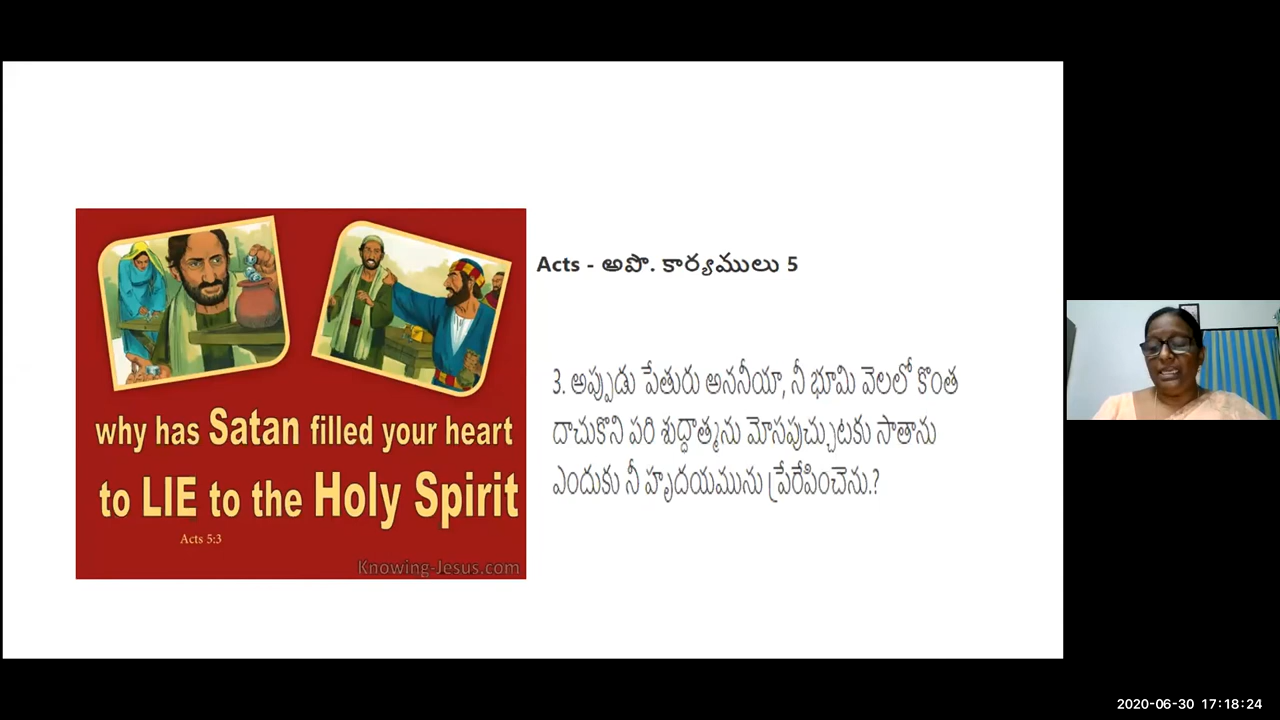 why has Satan filled your heart
to LIE to the Holy Spirit
Acts 5:3
Knowing-Jesus.com
Acts - అపొ. కార్యములు 5
3. అప్పుడు పేతురు అననీయా, నీ భూమి వెలలో కొంత
దాచుకొని పరి శుద్ధాత్మను మోసపుచ్చుటకు సాతాను
ఎందుకు నీ హృదయమును ప్రేరేపించెను.?
2020-06-30 17:18:24